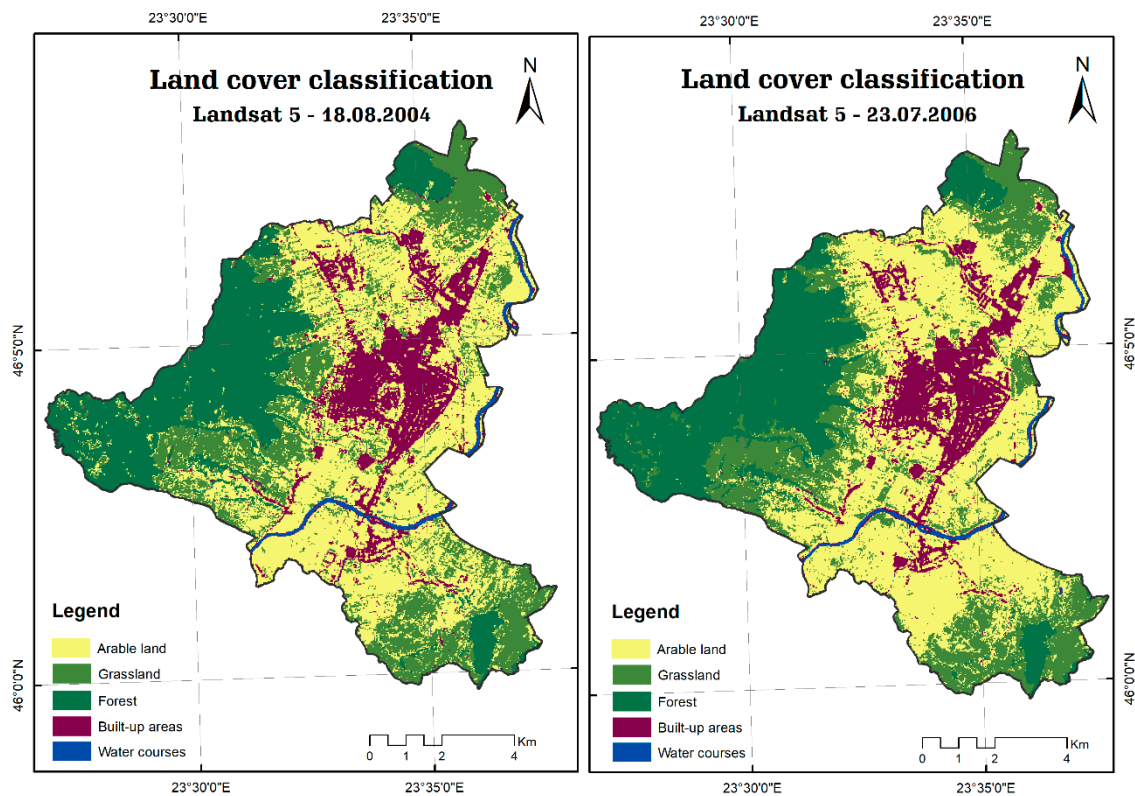 23°30'0"E
23°35'0"E
Land cover classification
Landsat 5 - 18.08.2004
N
46°5'0"N
46°0'0"N
Legend
Arable land
Grassland
Forest
Built-up areas
Water courses
Km
0 1 2 4
23°30'0"E
23°35'0"E
23°30'0"E
23°35'0"E
Land cover classification
Landsat 5 - 23.07.2006
N
46°5'0"N
46°0'0"N
Legend
Arable land
Grassland
Forest
Built-up areas
Water courses
Km
0 1 2 4
23°30'0"E
23°35'0"E